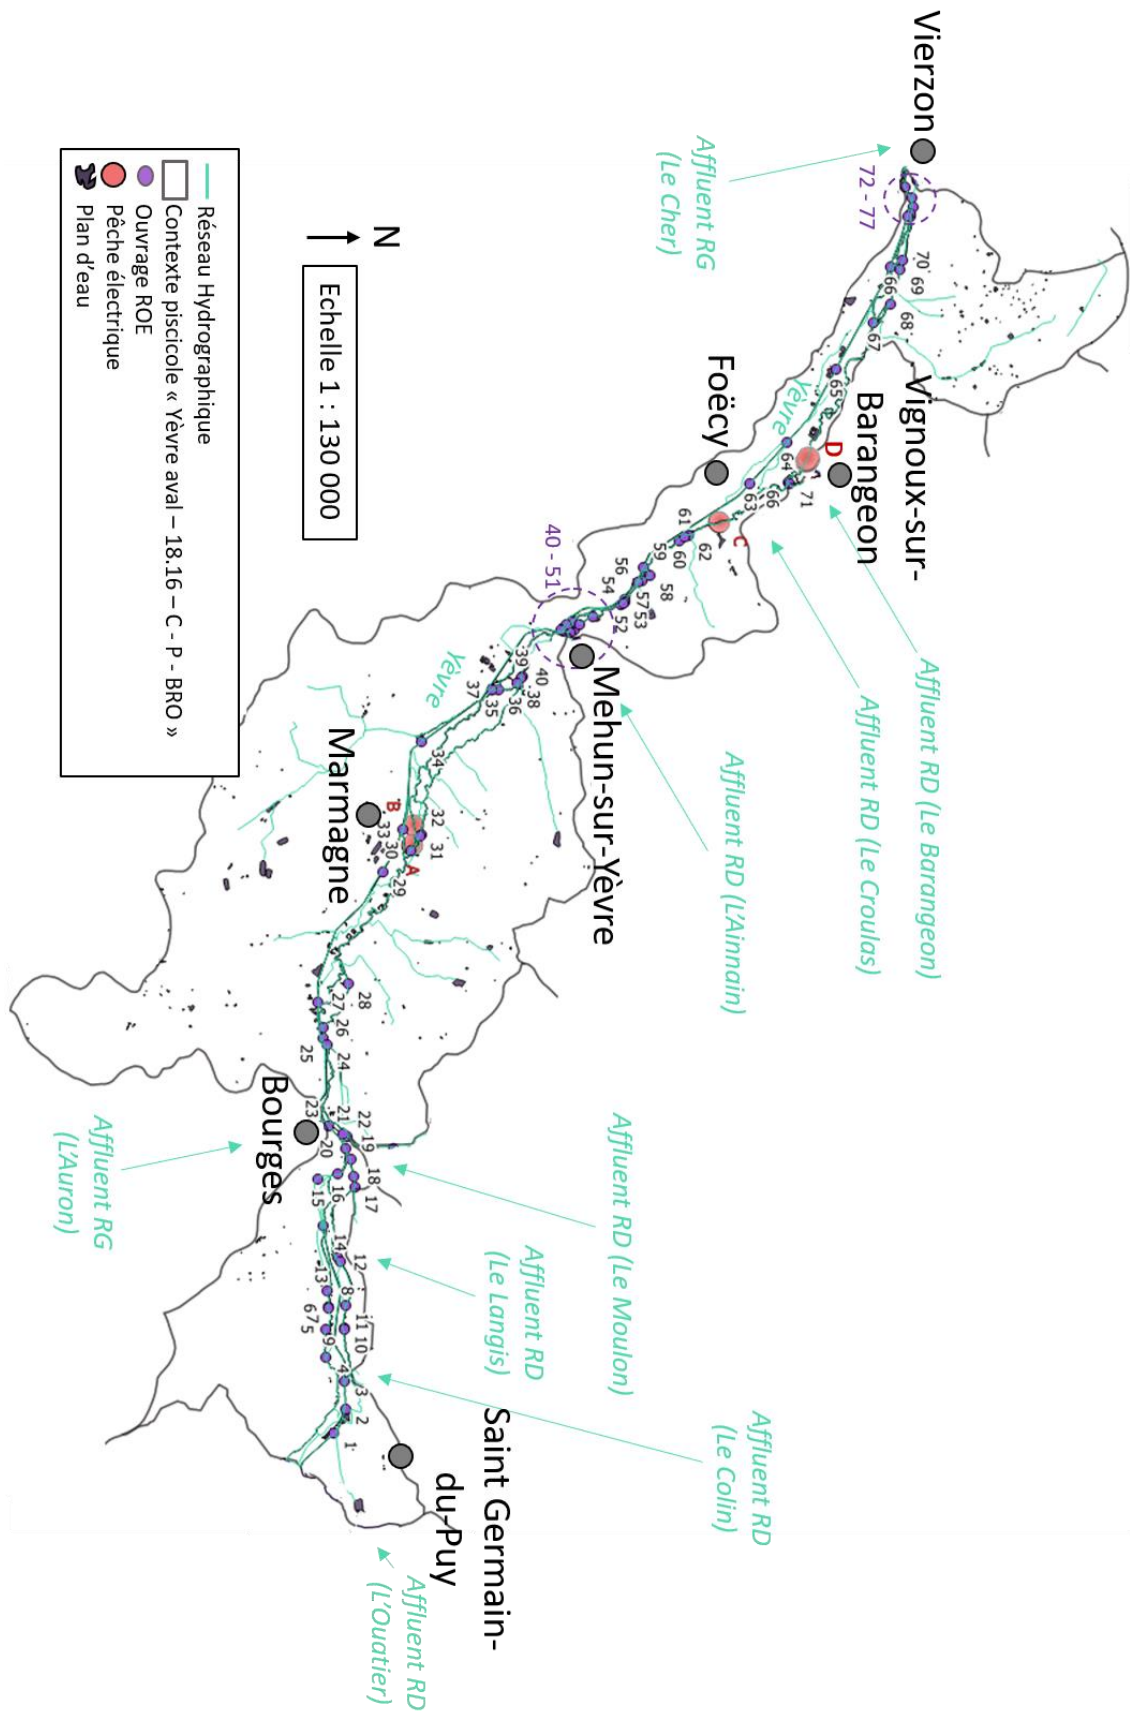 Vierzon
Affluent RG
(Le Cher)
72 - 77
70
69
68
67
66
65
Yèvre
64
D
71
66
63
Vignoux-sur-
Barangeon
Foëcy
Affluent RD (Le Barangeon)
Affluent RD (Le Croulas)
Affluent RD (L'Ainnain)
C
62
61
60
59
58
57
56
54
53
52
40 - 51
Mehun-sur-Yèvre
Yèvre
40
39
38
37
36
35
34
Marmagne
B
33
32
31
30
A
29
28
27
26
25
24
23
22
21
20
19
18
17
16
15
Bourges
Affluent RG
(L'Auron)
Affluent RD (Le Moulon)
Affluent RD
(Le Langis)
14
13
12
11
10
8
675
9
4
3
2
1
Affluent RD
(Le Colin)
Saint Germain-
du-Puy
Affluent RD
(L'Ouatier)
N
Echelle 1 : 130 000
Réseau Hydrographique
Contexte piscicole « Yèvre aval – 18.16 – C - P - BRO »
Ouvrage ROE
Pêche électrique
Plan d'eau